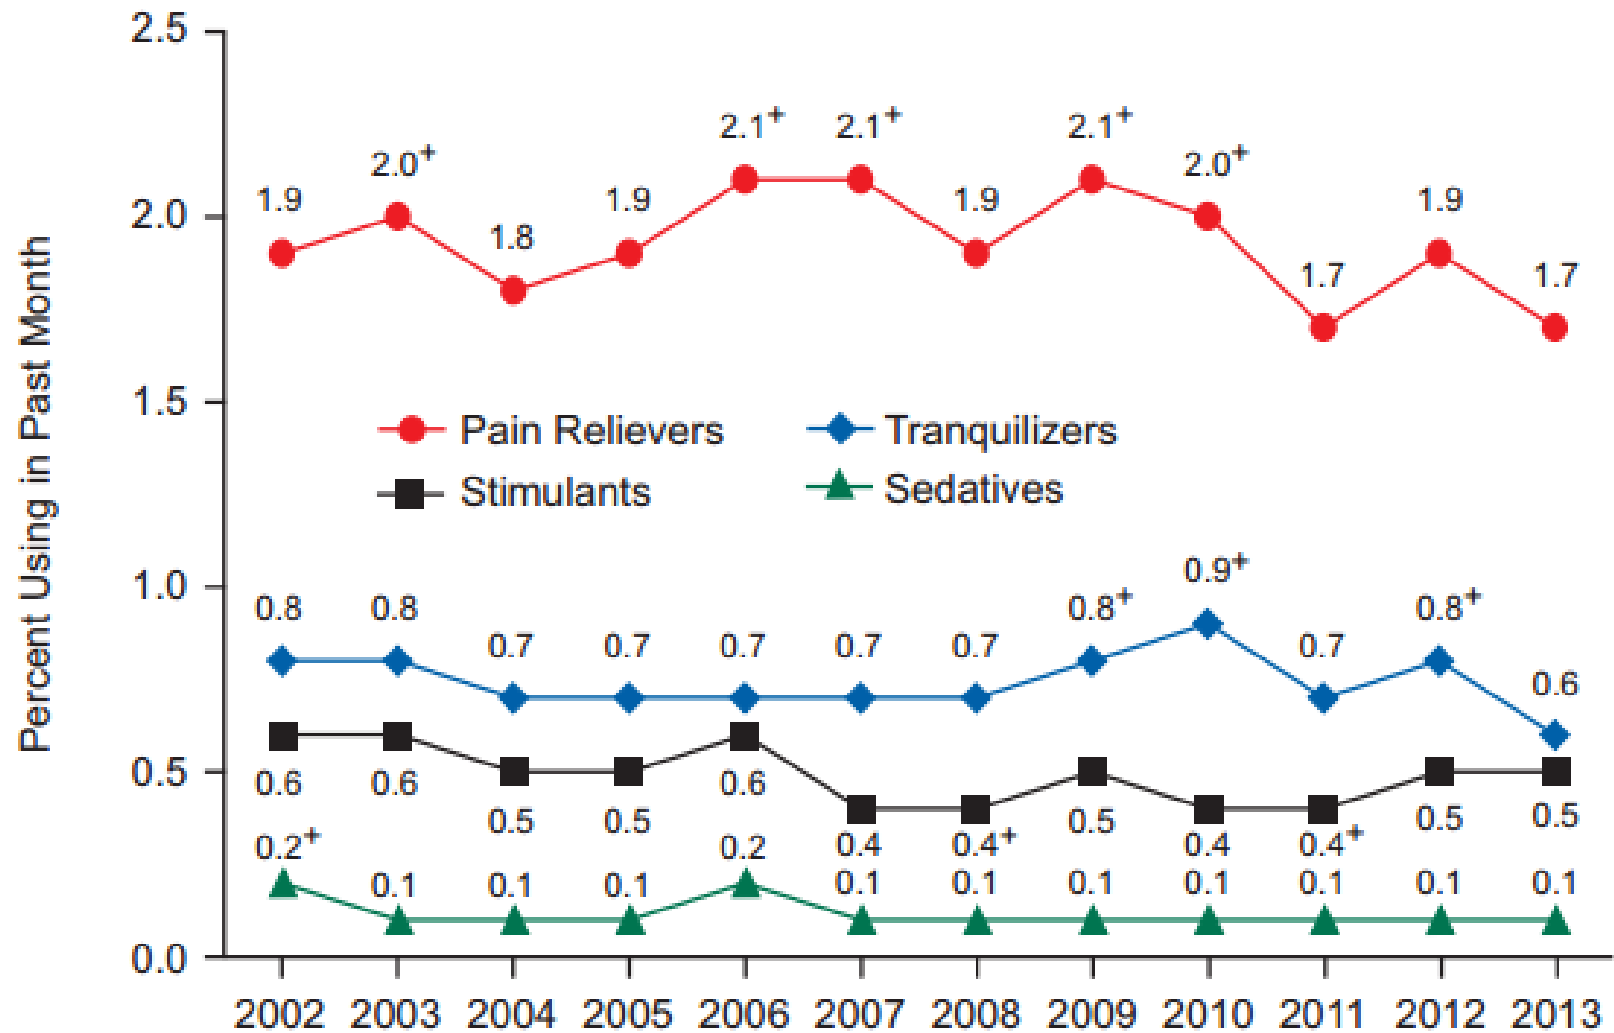 2.5
2.1+ 2.1+ 2.1+
2.0+ 2.0+
1.9 1.9 1.9 1.9
2.0
1.8
1.7 1.7
1.5
Percent Using in Past Month
Pain Relievers Tranquilizers
Stimulants Sedatives
1.0
0.9+
0.8 0.8 0.8+ 0.8+
0.7 0.7 0.7 0.7 0.7 0.7
0.6
0.5
0.6 0.6 0.6
0.5 0.5 0.5 0.5 0.5
0.2+ 0.2 0.4 0.4+ 0.4 0.4+
0.1 0.1 0.1 0.1 0.1 0.1 0.1 0.1 0.1 0.1
0.0
2002 2003 2004 2005 2006 2007 2008 2009 2010 2011 2012 2013